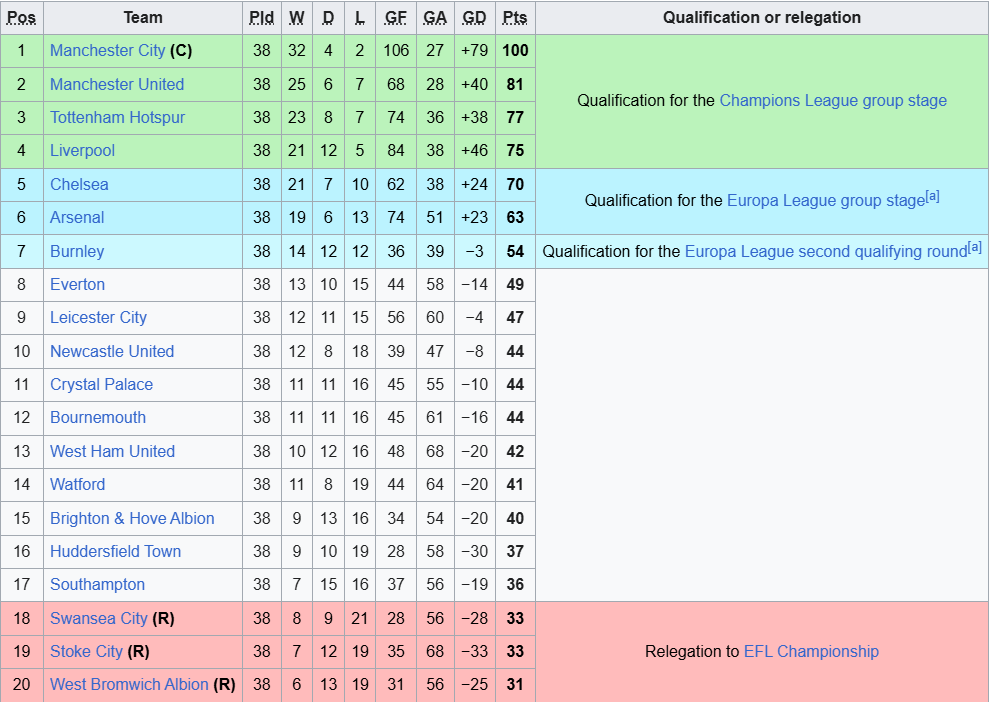 Pos Team Pld W D L GF GA GD Pts Qualification or relegation
1 Manchester City (C) 38 32 4 2 106 27 +79 100
2 Manchester United 38 25 6 7 68 28 +40 81
Qualification for the Champions League group stage
3 Tottenham Hotspur 38 23 8 7 74 36 +38 77
4 Liverpool 38 21 12 5 84 38 +46 75
5 Chelsea 38 21 7 10 62 38 +24 70
Qualification for the Europa League group stage[a]
6 Arsenal 38 19 6 13 74 51 +23 63
7 Burnley 38 14 12 12 36 39 −3 54 Qualification for the Europa League second qualifying round[a]
8 Everton 38 13 10 15 44 58 −14 49
9 Leicester City 38 12 11 15 56 60 −4 47
10 Newcastle United 38 12 8 18 39 47 −8 44
11 Crystal Palace 38 11 11 16 45 55 −10 44
12 Bournemouth 38 11 11 16 45 61 −16 44
13 West Ham United 38 10 12 16 48 68 −20 42
14 Watford 38 11 8 19 44 64 −20 41
15 Brighton & Hove Albion 38 9 13 16 34 54 −20 40
16 Huddersfield Town 38 9 10 19 28 58 −30 37
17 Southampton 38 7 15 16 37 56 −19 36
18 Swansea City (R) 38 8 9 21 28 56 −28 33
19 Stoke City (R) 38 7 12 19 35 68 −33 33 Relegation to EFL Championship
20 West Bromwich Albion (R) 38 6 13 19 31 56 −25 31